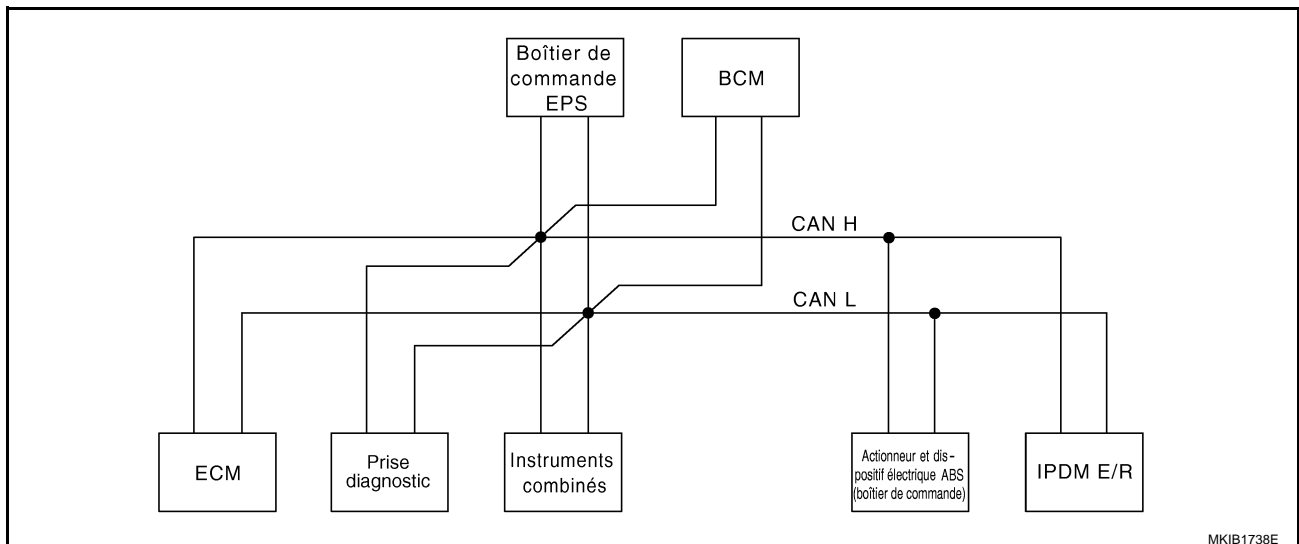 Boîtier de
commande
EPS
BCM
CAN H
CAN L
ECM
Prise
diagnostic
Instruments
combinés
Actionneur et dis-
positif électrique ABS
(boîtier de commande)
IPDM E/R
MKIB1738E